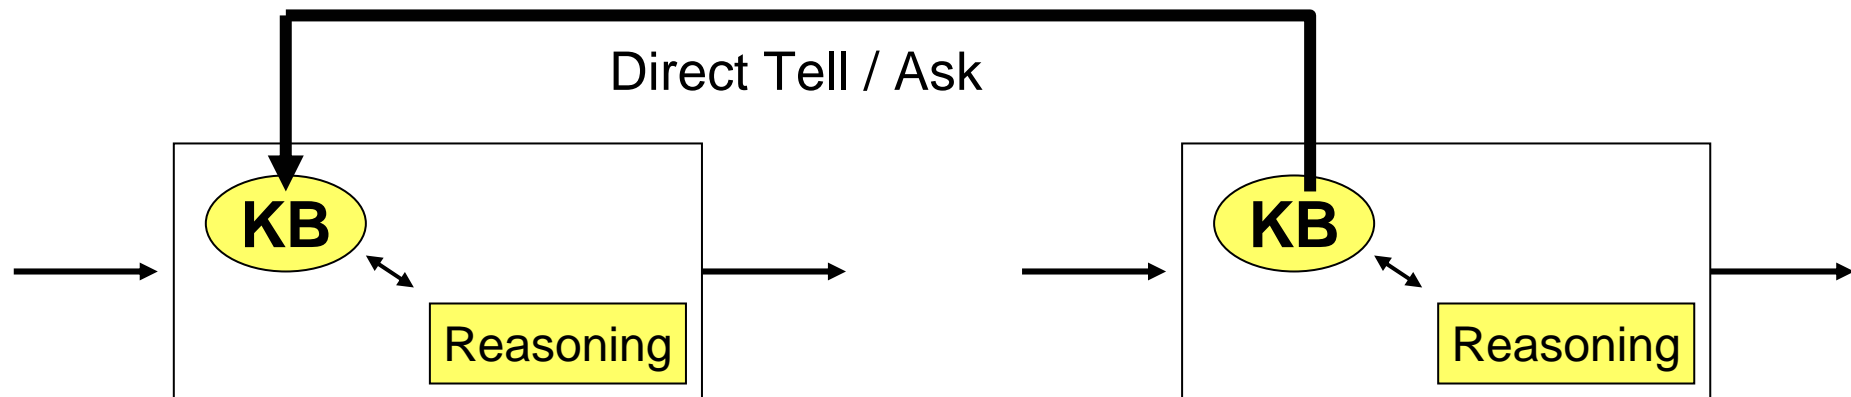 Direct Tell / Ask
KB
KB
Reasoning
Reasoning